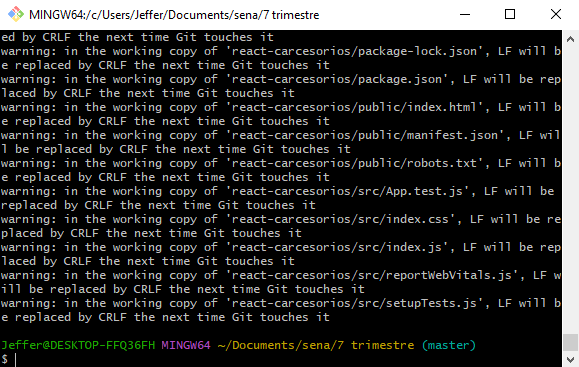 MINGW64:/c/Users/Jeffer/Documents/sena/7 trimestre
ed by CRLF the next time Git touches it
warning: in the working copy of 'react-carcesorios/package-lock.json', LF will b
e replaced by CRLF the next time Git touches it
warning: in the working copy of 'react-carcesorios/package.json', LF will be rep
laced by CRLF the next time Git touches it
warning: in the working copy of 'react-carcesorios/public/index.html', LF will b
e replaced by CRLF the next time Git touches it
warning: in the working copy of 'react-carcesorios/public/manifest.json', LF wil
l be replaced by CRLF the next time Git touches it
warning: in the working copy of 'react-carcesorios/public/robots.txt', LF will b
e replaced by CRLF the next time Git touches it
warning: in the working copy of 'react-carcesorios/src/App.test.js', LF will be
replaced by CRLF the next time Git touches it
warning: in the working copy of 'react-carcesorios/src/index.css', LF will be re
placed by CRLF the next time Git touches it
warning: in the working copy of 'react-carcesorios/src/index.js', LF will be rep
laced by CRLF the next time Git touches it
warning: in the working copy of 'react-carcesorios/src/reportWebVitals.js', LF w
ill be replaced by CRLF the next time Git touches it
warning: in the working copy of 'react-carcesorios/src/setupTests.js', LF will b
e replaced by CRLF the next time Git touches it
Jeffer@DESKTOP-FFQ36FH MINGW64 ~/Documents/sena/7 trimestre (master)
$